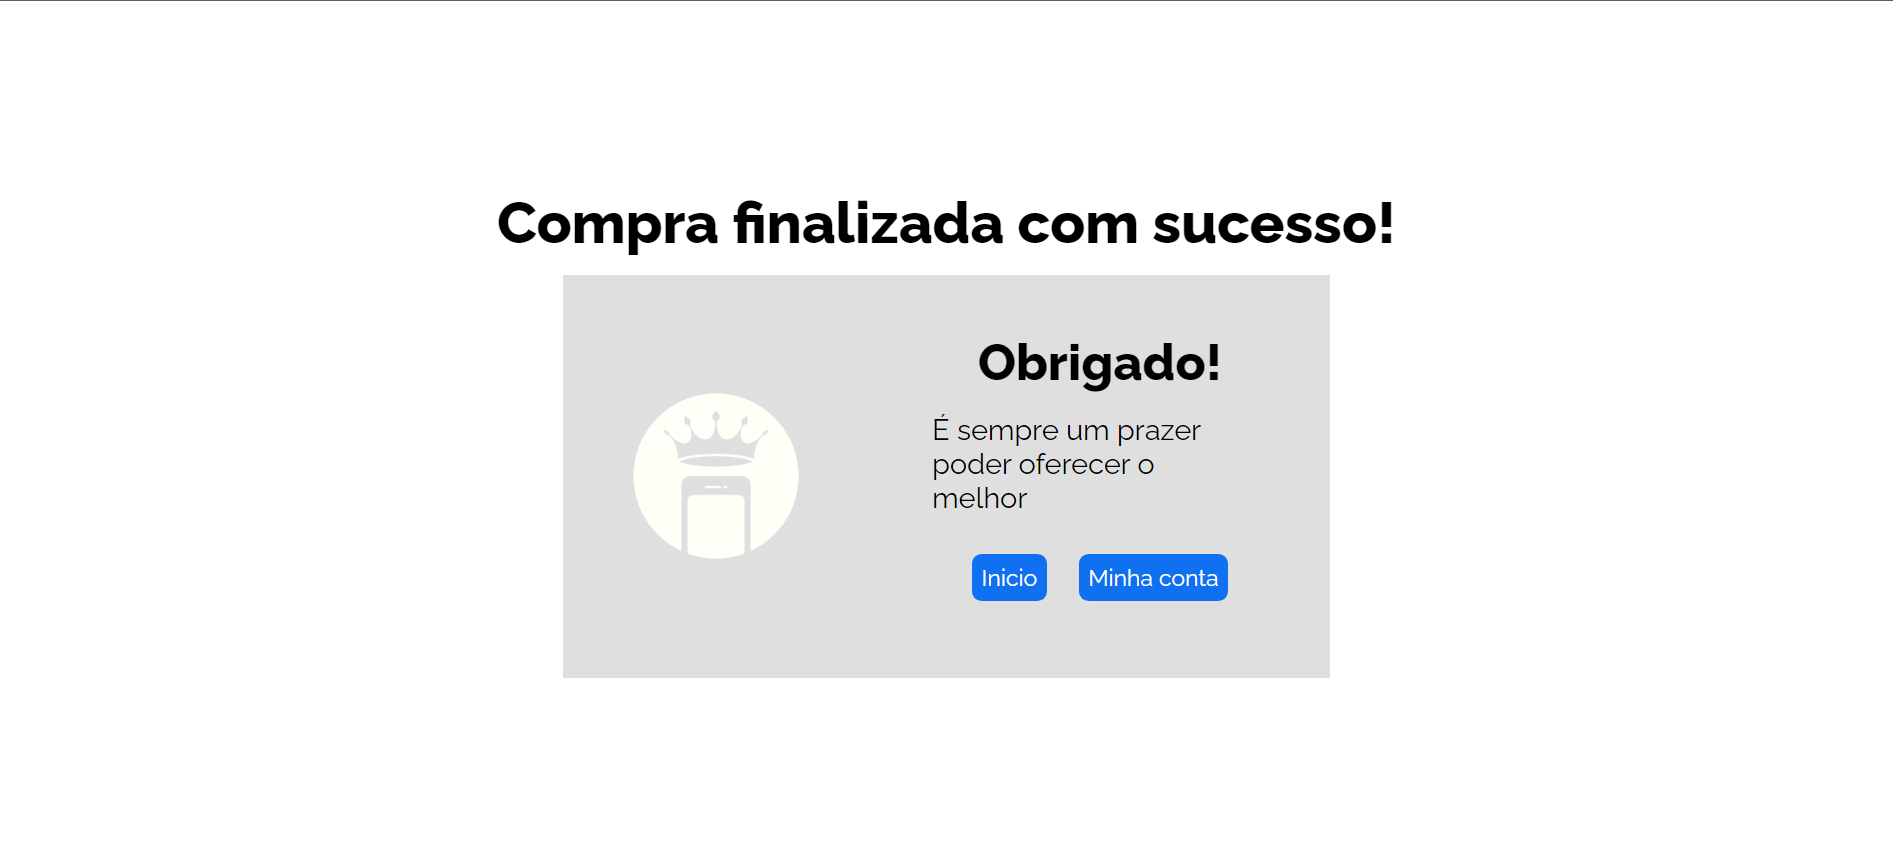 Compra finalizada com sucesso!
Obrigado!
É sempre um prazer
poder oferecer o
melhor
Inicio
Minha conta